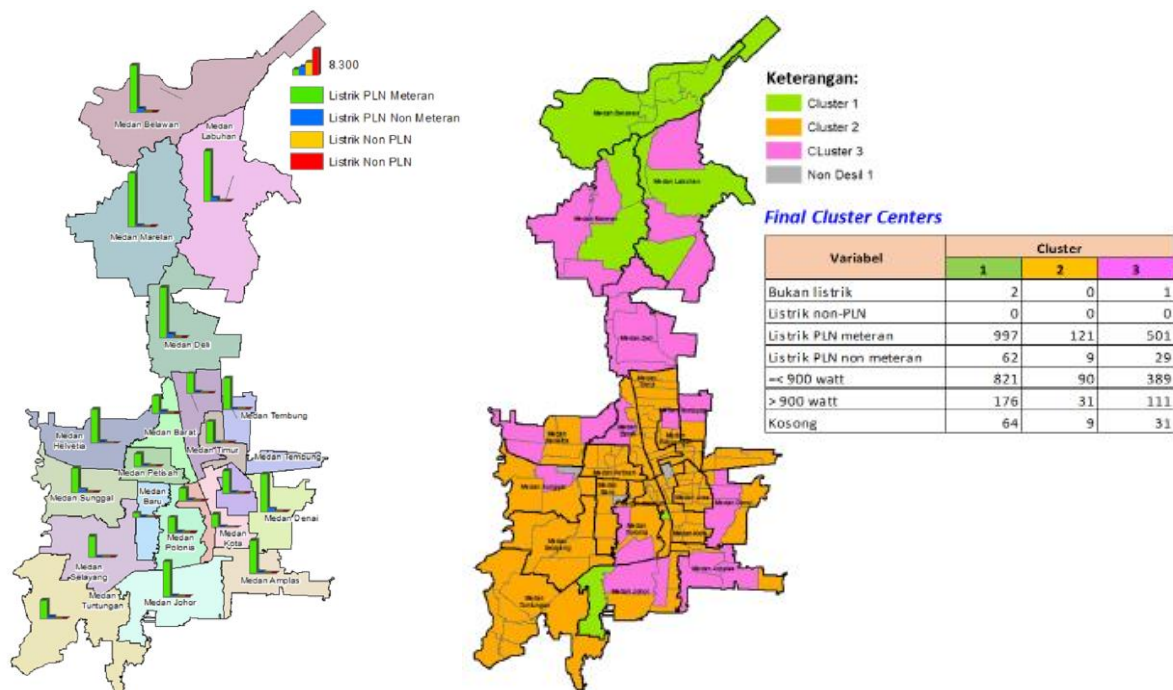 8.300
Listrik PLN Meteran
Listrik PLN Non Meteran
Listrik Non PLN
Listrik Non PLN
Medan Belawan
Medan
Labuhan
Medan Marelan
Medan Deli
Medan Tembung
Medan
Helvetia
Medan Barat
Medan Timur
Medan Tembung
Medan Petisah
Medan Sunggal
Medan
Baru
Medan Denai
Medan
Polonia
Medan
Kota
Medan
Selayang
Medan
Tuntungan
Medan Johor
Medan Amplas
Keterangan:
Cluster 1
Cluster 2
CLuster 3
Non Desil 1
Medan Labuhan
Medan Deli
Final Cluster Centers
Variabel Cluster
1 2 3
Bukan listrik 2 0 1
Listrik non-PLN 0 0 0
Listrik PLN meteran 997 121 501
Listrik PLN non meteran 62 9 29
=< 900 watt 821 90 389
> 900 watt 176 31 111
Kosong 64 9 31